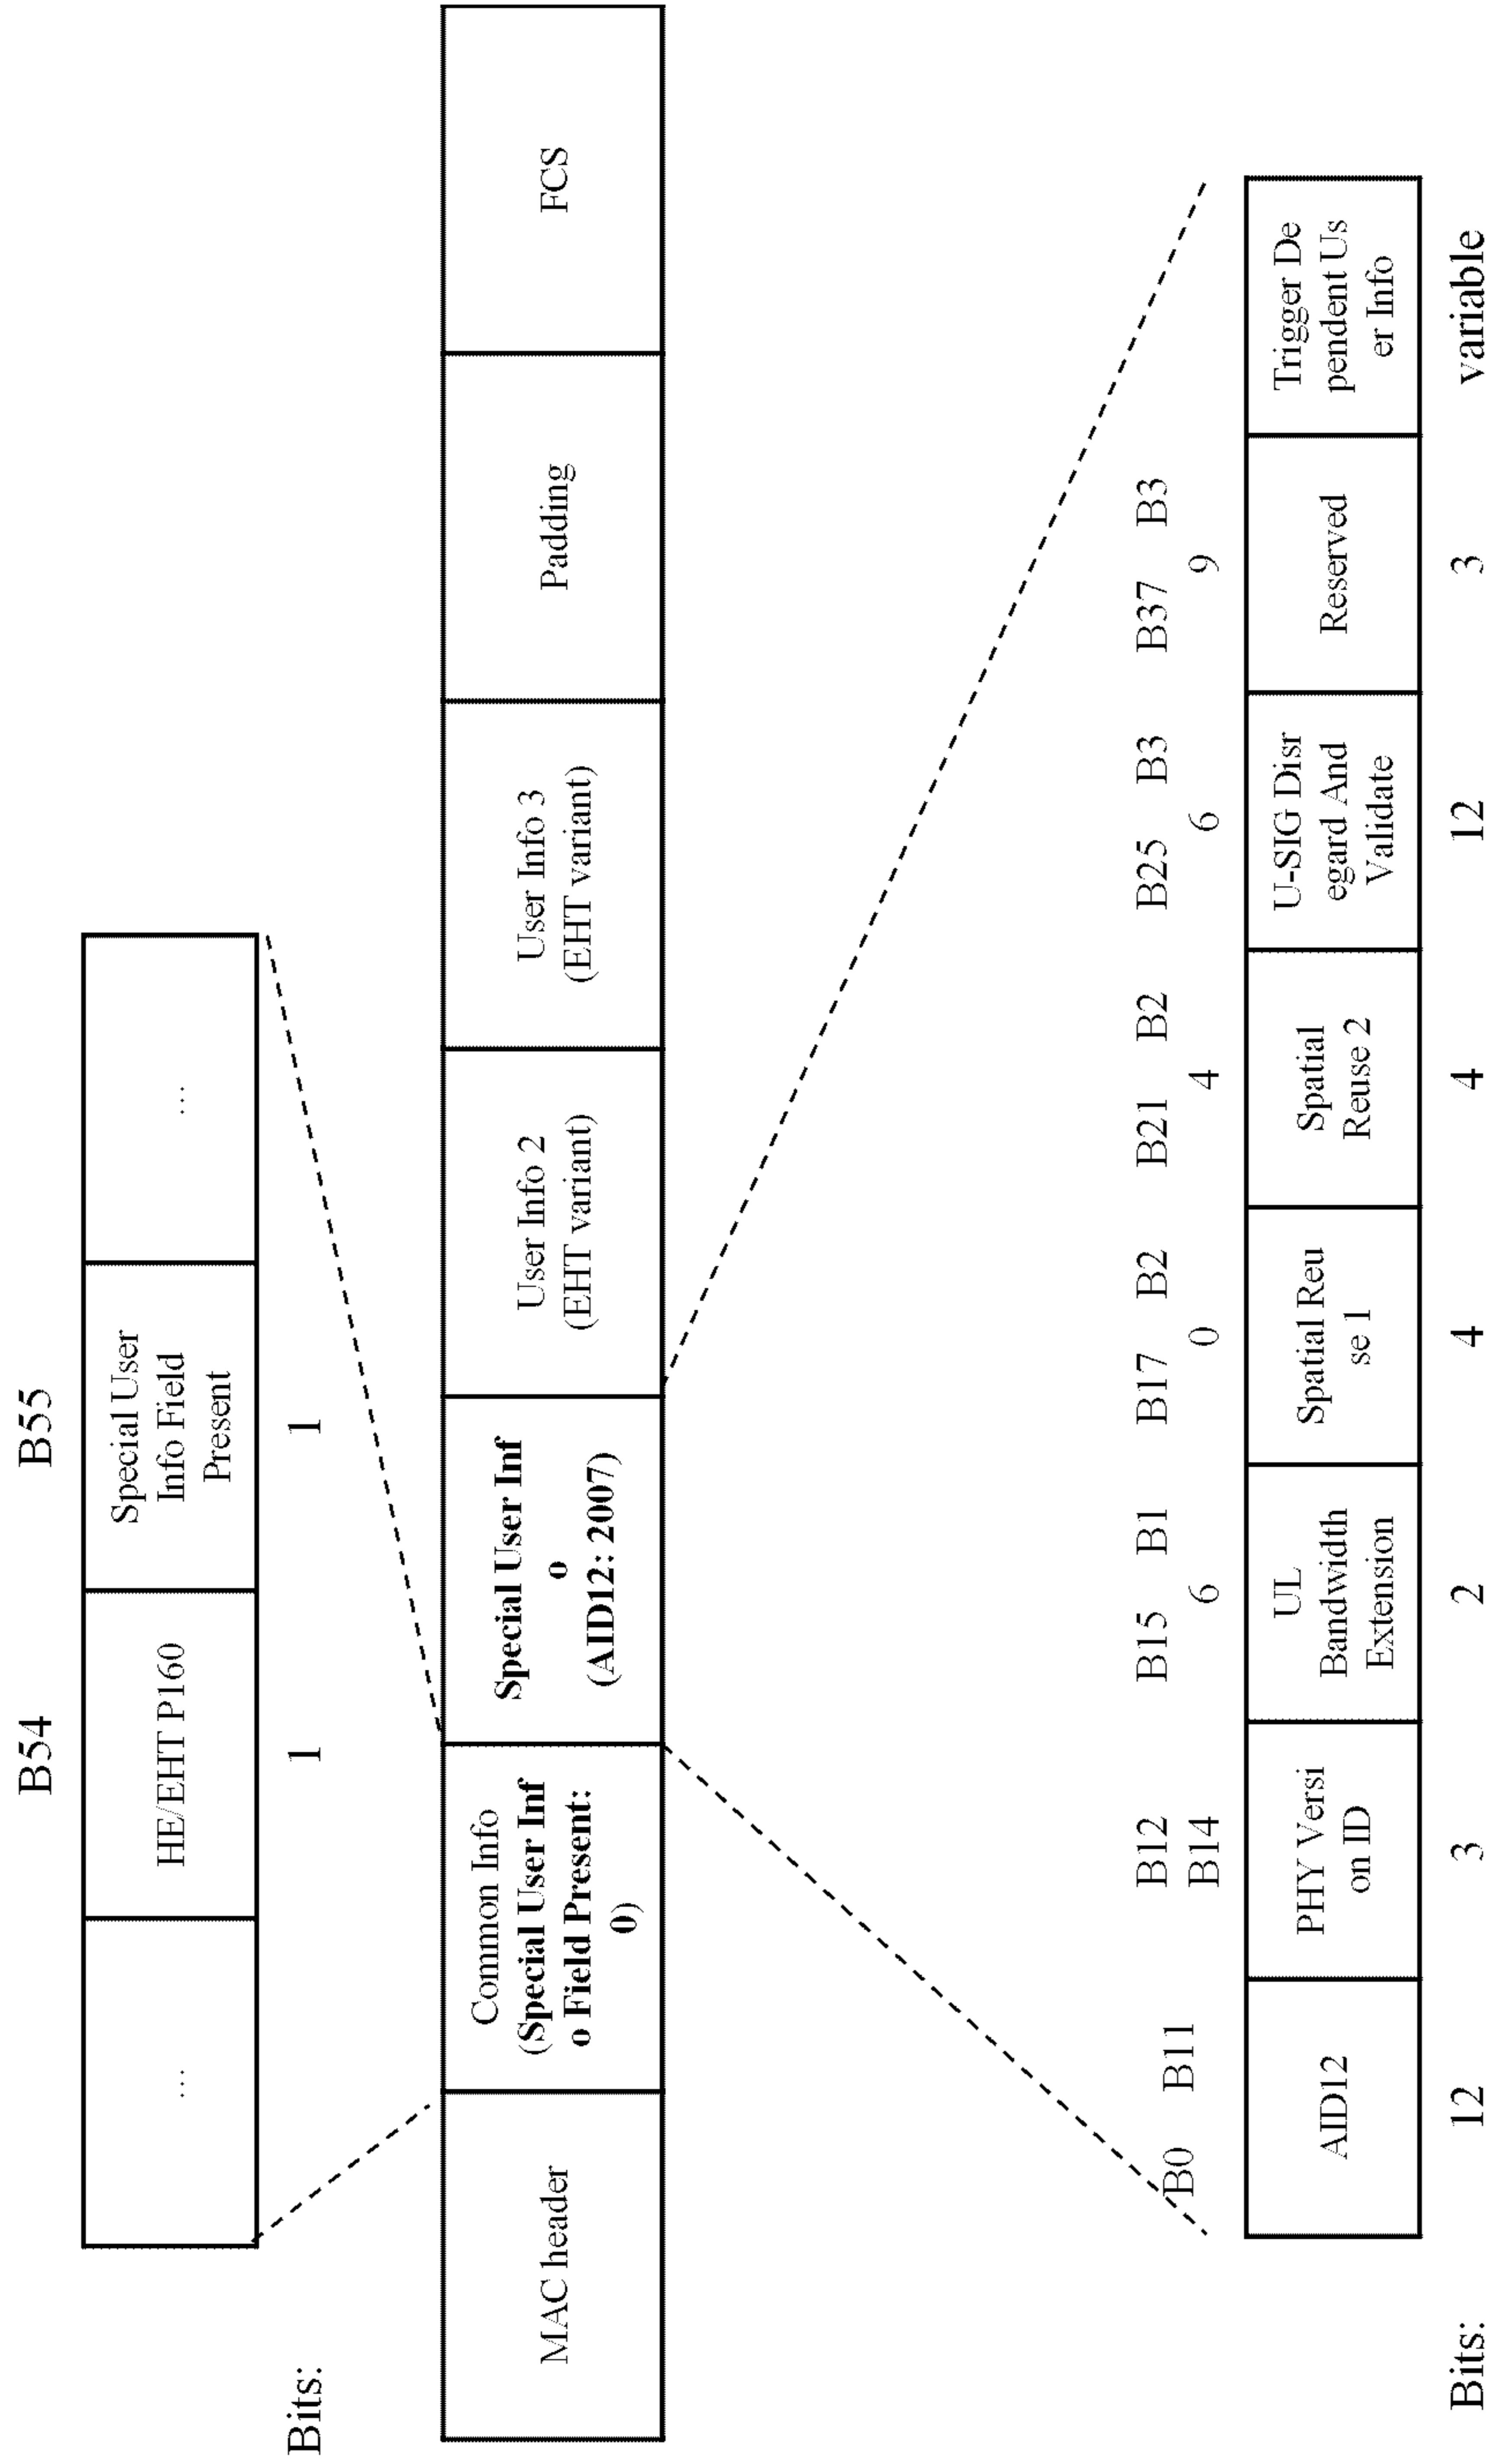 B54
B55
…
HE/EHT P160
Special User
Info Field
Present
…
Bits:
1
1
MAC header
Common Info
(Special User Inf
o Field Present:
0)
Special User Inf
o
(AID12: 2007)
User Info 2
(EHT variant)
User Info 3
(EHT variant)
Padding
FCS
B0 B11
B12
B14
B15 B1
6
B17 B2
0
B21 B2
4
B25 B3
6
B37 B3
9
AID12
PHY Versi
on ID
UL
Bandwidth
Extension
Spatial Reu
se 1
Spatial
Reuse 2
U-SIG Disr
egard And
Validate
Reserved
Trigger De
pendent Us
er Info
Bits:
12
3
2
4
4
12
3
variable